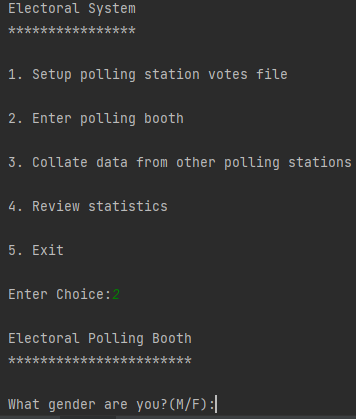 Electoral System
****************
1. Setup polling station votes file
2. Enter polling booth
3. Collate data from other polling stations
4. Review statistics
5. Exit
Enter Choice:2
Electoral Polling Booth
***********************
What gender are you?(M/F):